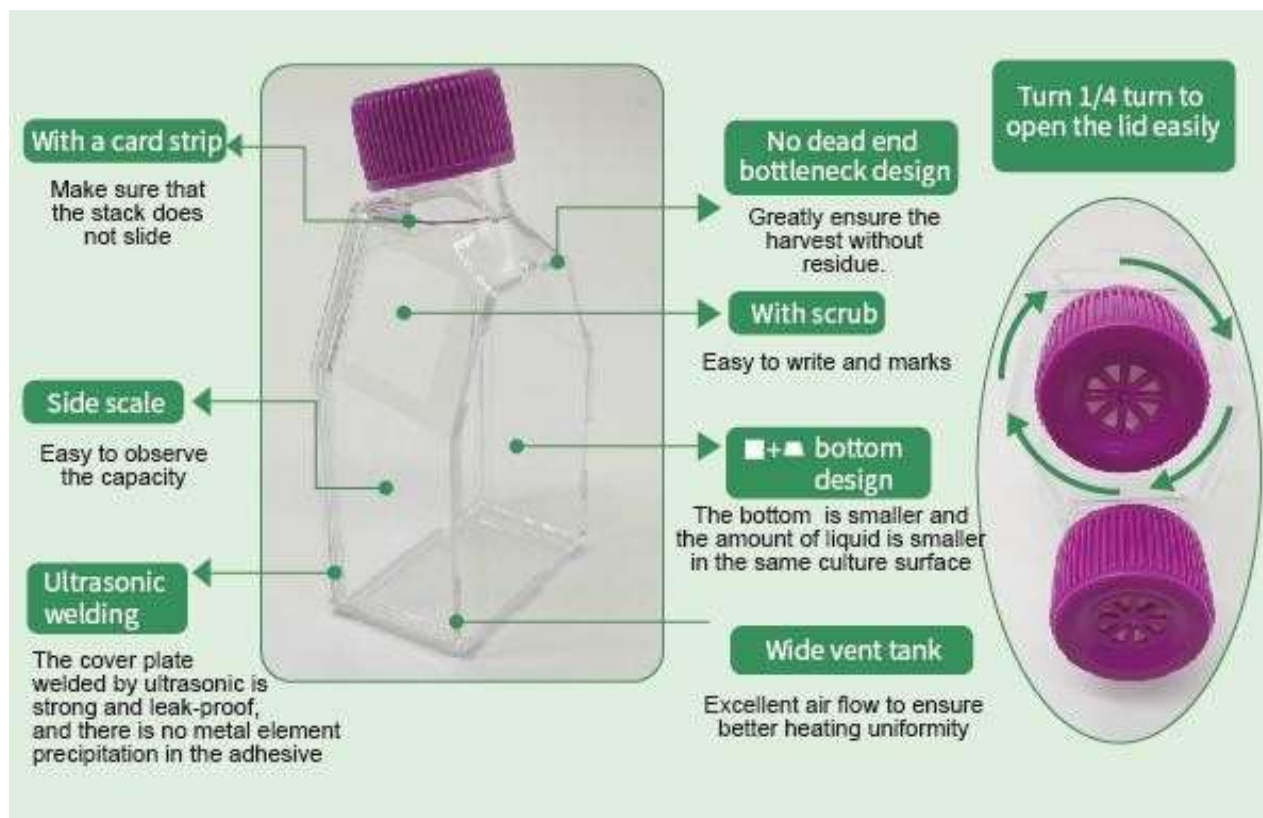 With a card strip
Make sure that
the stack does
not slide
Side scale
Easy to observe
the capacity
Ultrasonic
welding
The cover plate
welded by ultrasonic is
strong and leak-proof,
and there is no metal element
precipitation in the adhesive
No dead end
bottleneck design
Greatly ensure the
harvest without
residue.
With scrub
Easy to write and marks
■+▲ bottom
design
The bottom is smaller and
the amount of liquid is smaller
in the same culture surface
Wide vent tank
Excellent air flow to ensure
better heating uniformity
Turn 1/4 turn to
open the lid easily